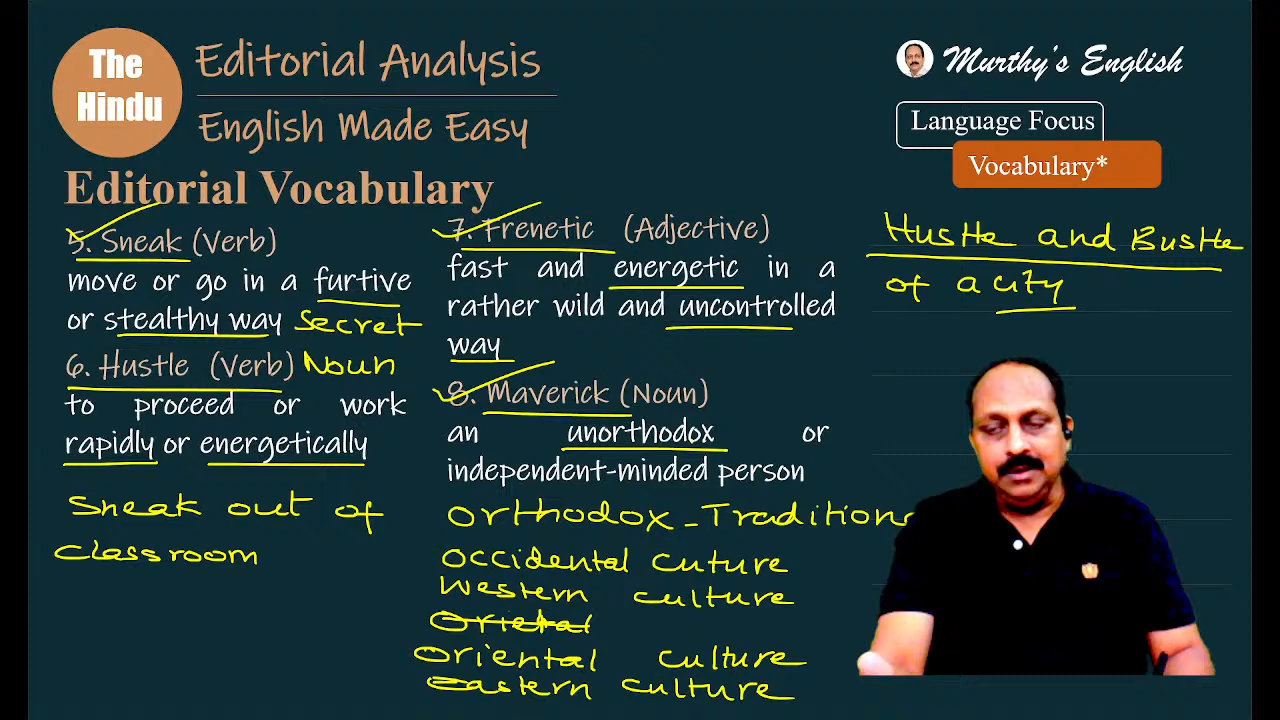 The
Hindu
Editorial Analysis
English Made Easy
Murthy's English
Language Focus
Vocabulary*
Editorial Vocabulary
5. Sneak (Verb)
move or go in a furtive
or stealthy way Secret
6. Hustle (Verb) Noun
to proceed or work
rapidly or energetically
Sneak out of
classroom
7. Frenetic (Adjective)
fast and energetic in a
rather wild and uncontrolled
way
8. Maverick (Noun)
an unorthodox or
independent-minded person
Orthodox - Tradition
Occidental cuture
Western culture
Orietal
Oriental culture
Eastern culture
Hustle and Bustle
of a city